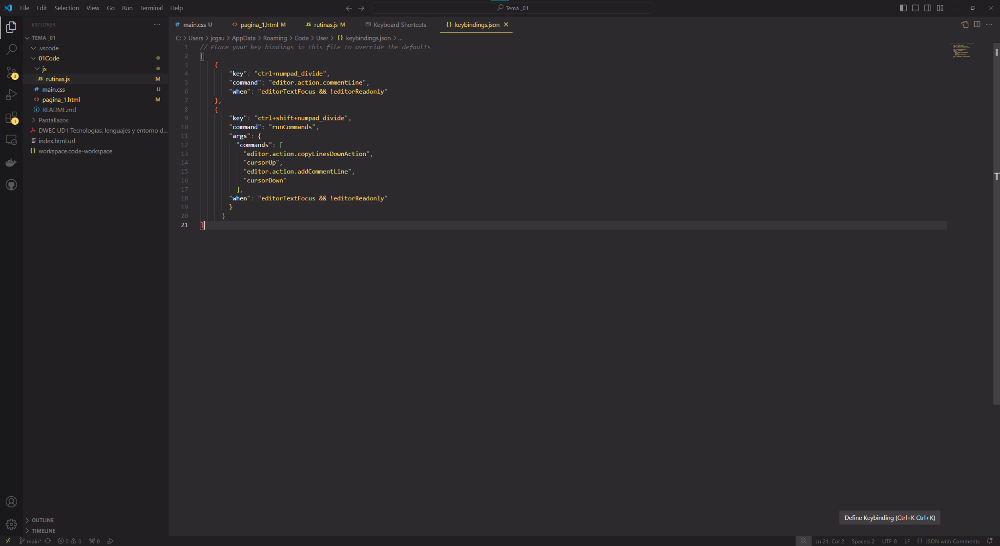 File Edit Selection View Go Run Terminal Help
Tema _01
EXPLORER
TEMA _01
.vscode
01Code
js
JS rutinas.js M
# main.css U
<> pagina_1.html M
README.md
Pantallazos
DWEC UD1 Tecnologías, lenguajes y entorno d...
index.html.url
{} workspace.code-workspace
OUTLINE
TIMELINE
3
1
# main.css U <> pagina_1.html M JS rutinas.js M Keyboard Shortcuts {} keybindings.json
C: > Users > jcgsu > AppData > Roaming > Code > User > {} keybindings.json > ...
1 // Place your key bindings in this file to override the defaults
2 [
3 {
4 "key": "ctrl+numpad_divide",
5 "command": "editor.action.commentLine",
6 "when": "editorTextFocus && !editorReadonly"
7 },
8 {
9 "key": "ctrl+shift+numpad_divide",
10 "command": "runCommands",
11 "args": {
12 "commands": [
13 "editor.action.copyLinesDownAction",
14 "cursorUp",
15 "editor.action.addCommentLine",
16 "cursorDown"
17 ],
18 "when": "editorTextFocus && !editorReadonly"
19 }
20 }
21 ]
Define Keybinding (Ctrl+K Ctrl+K)
main* 0 0 0 Ln 21, Col 2 Spaces: 2 UTF-8 LF {} JSON with Comments